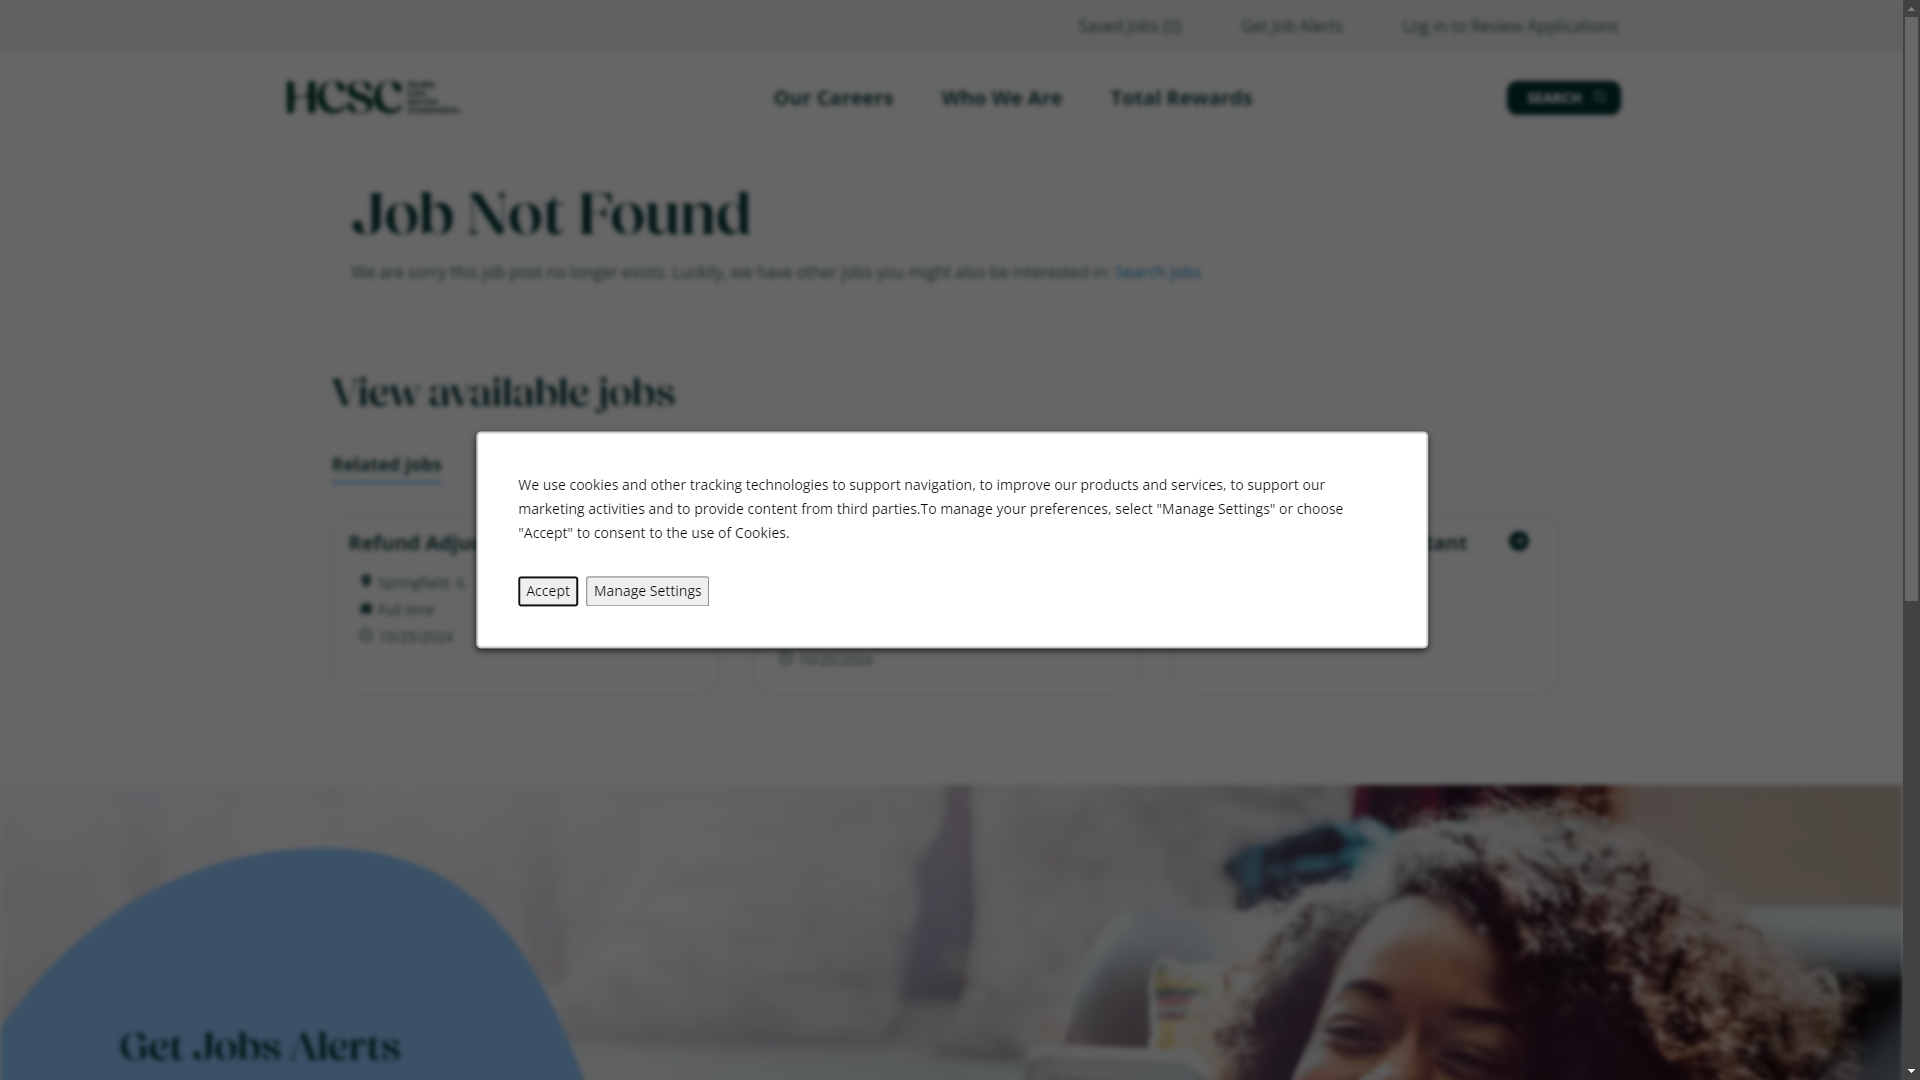 Saved Jobs (0) Get Job Alerts Log in to Review Applications
HCSC
Our Careers Who We Are Total Rewards SEARCH
Job Not Found
We are sorry this job post no longer exists. Luckily, we have other jobs you might also be interested in: Search jobs
View available jobs
Related jobs
We use cookies and other tracking technologies to support navigation, to improve our products and services, to support our
marketing activities and to provide content from third parties.To manage your preferences, select "Manage Settings" or choose
"Accept" to consent to the use of Cookies.
Accept Manage Settings
Refund
Springfield, IL
Full time
10/25/2024
10/25/2024
Get Jobs Alerts